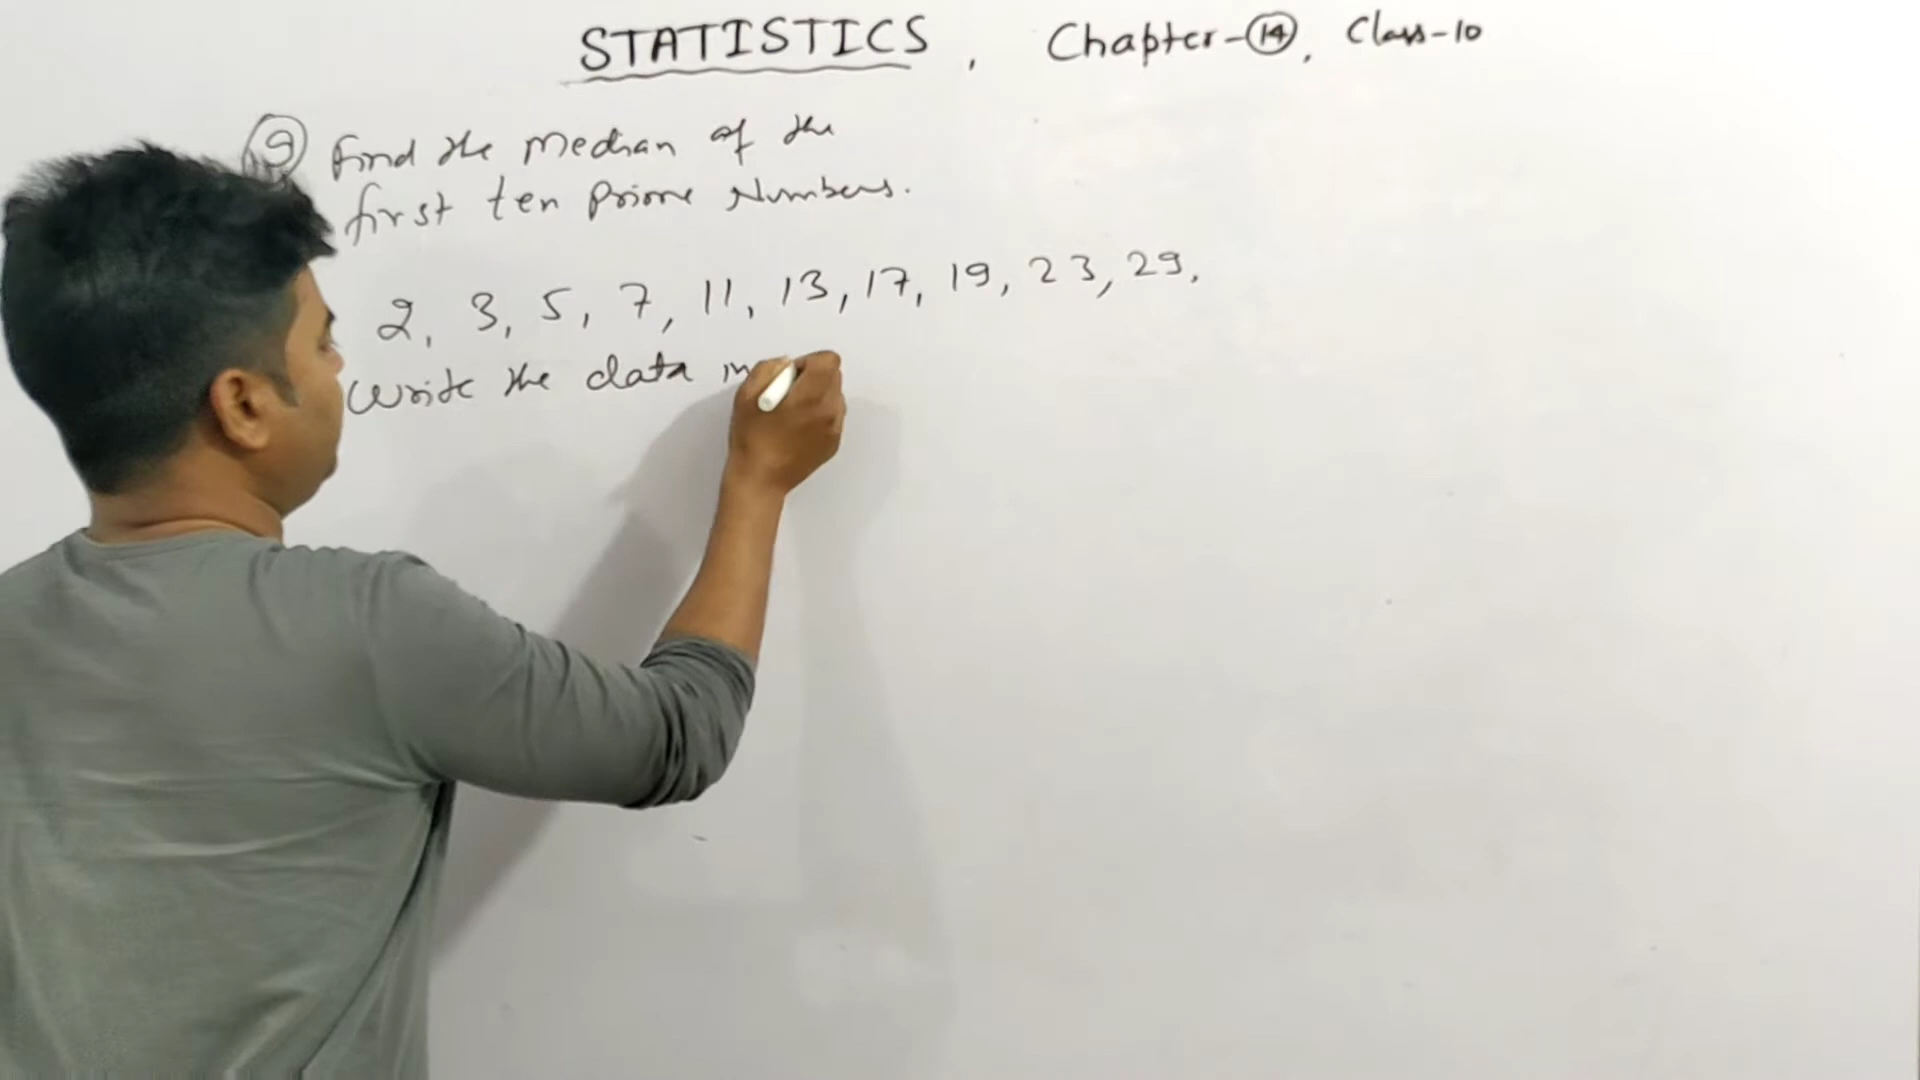 STATISTICS, Chapter-14, Class-10
9 Find the Median of the
first ten Prime Numbers.
2, 3, 5, 7, 11, 13, 17, 19, 23, 29,
Write the data in